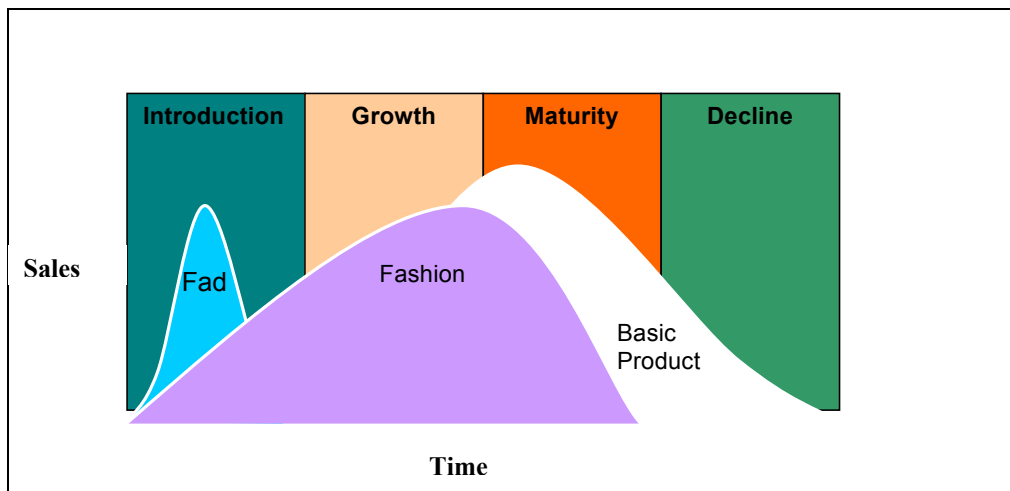 Introduction
Growth
Maturity
Decline
Sales
Fad
Fashion
Basic
Product
Time